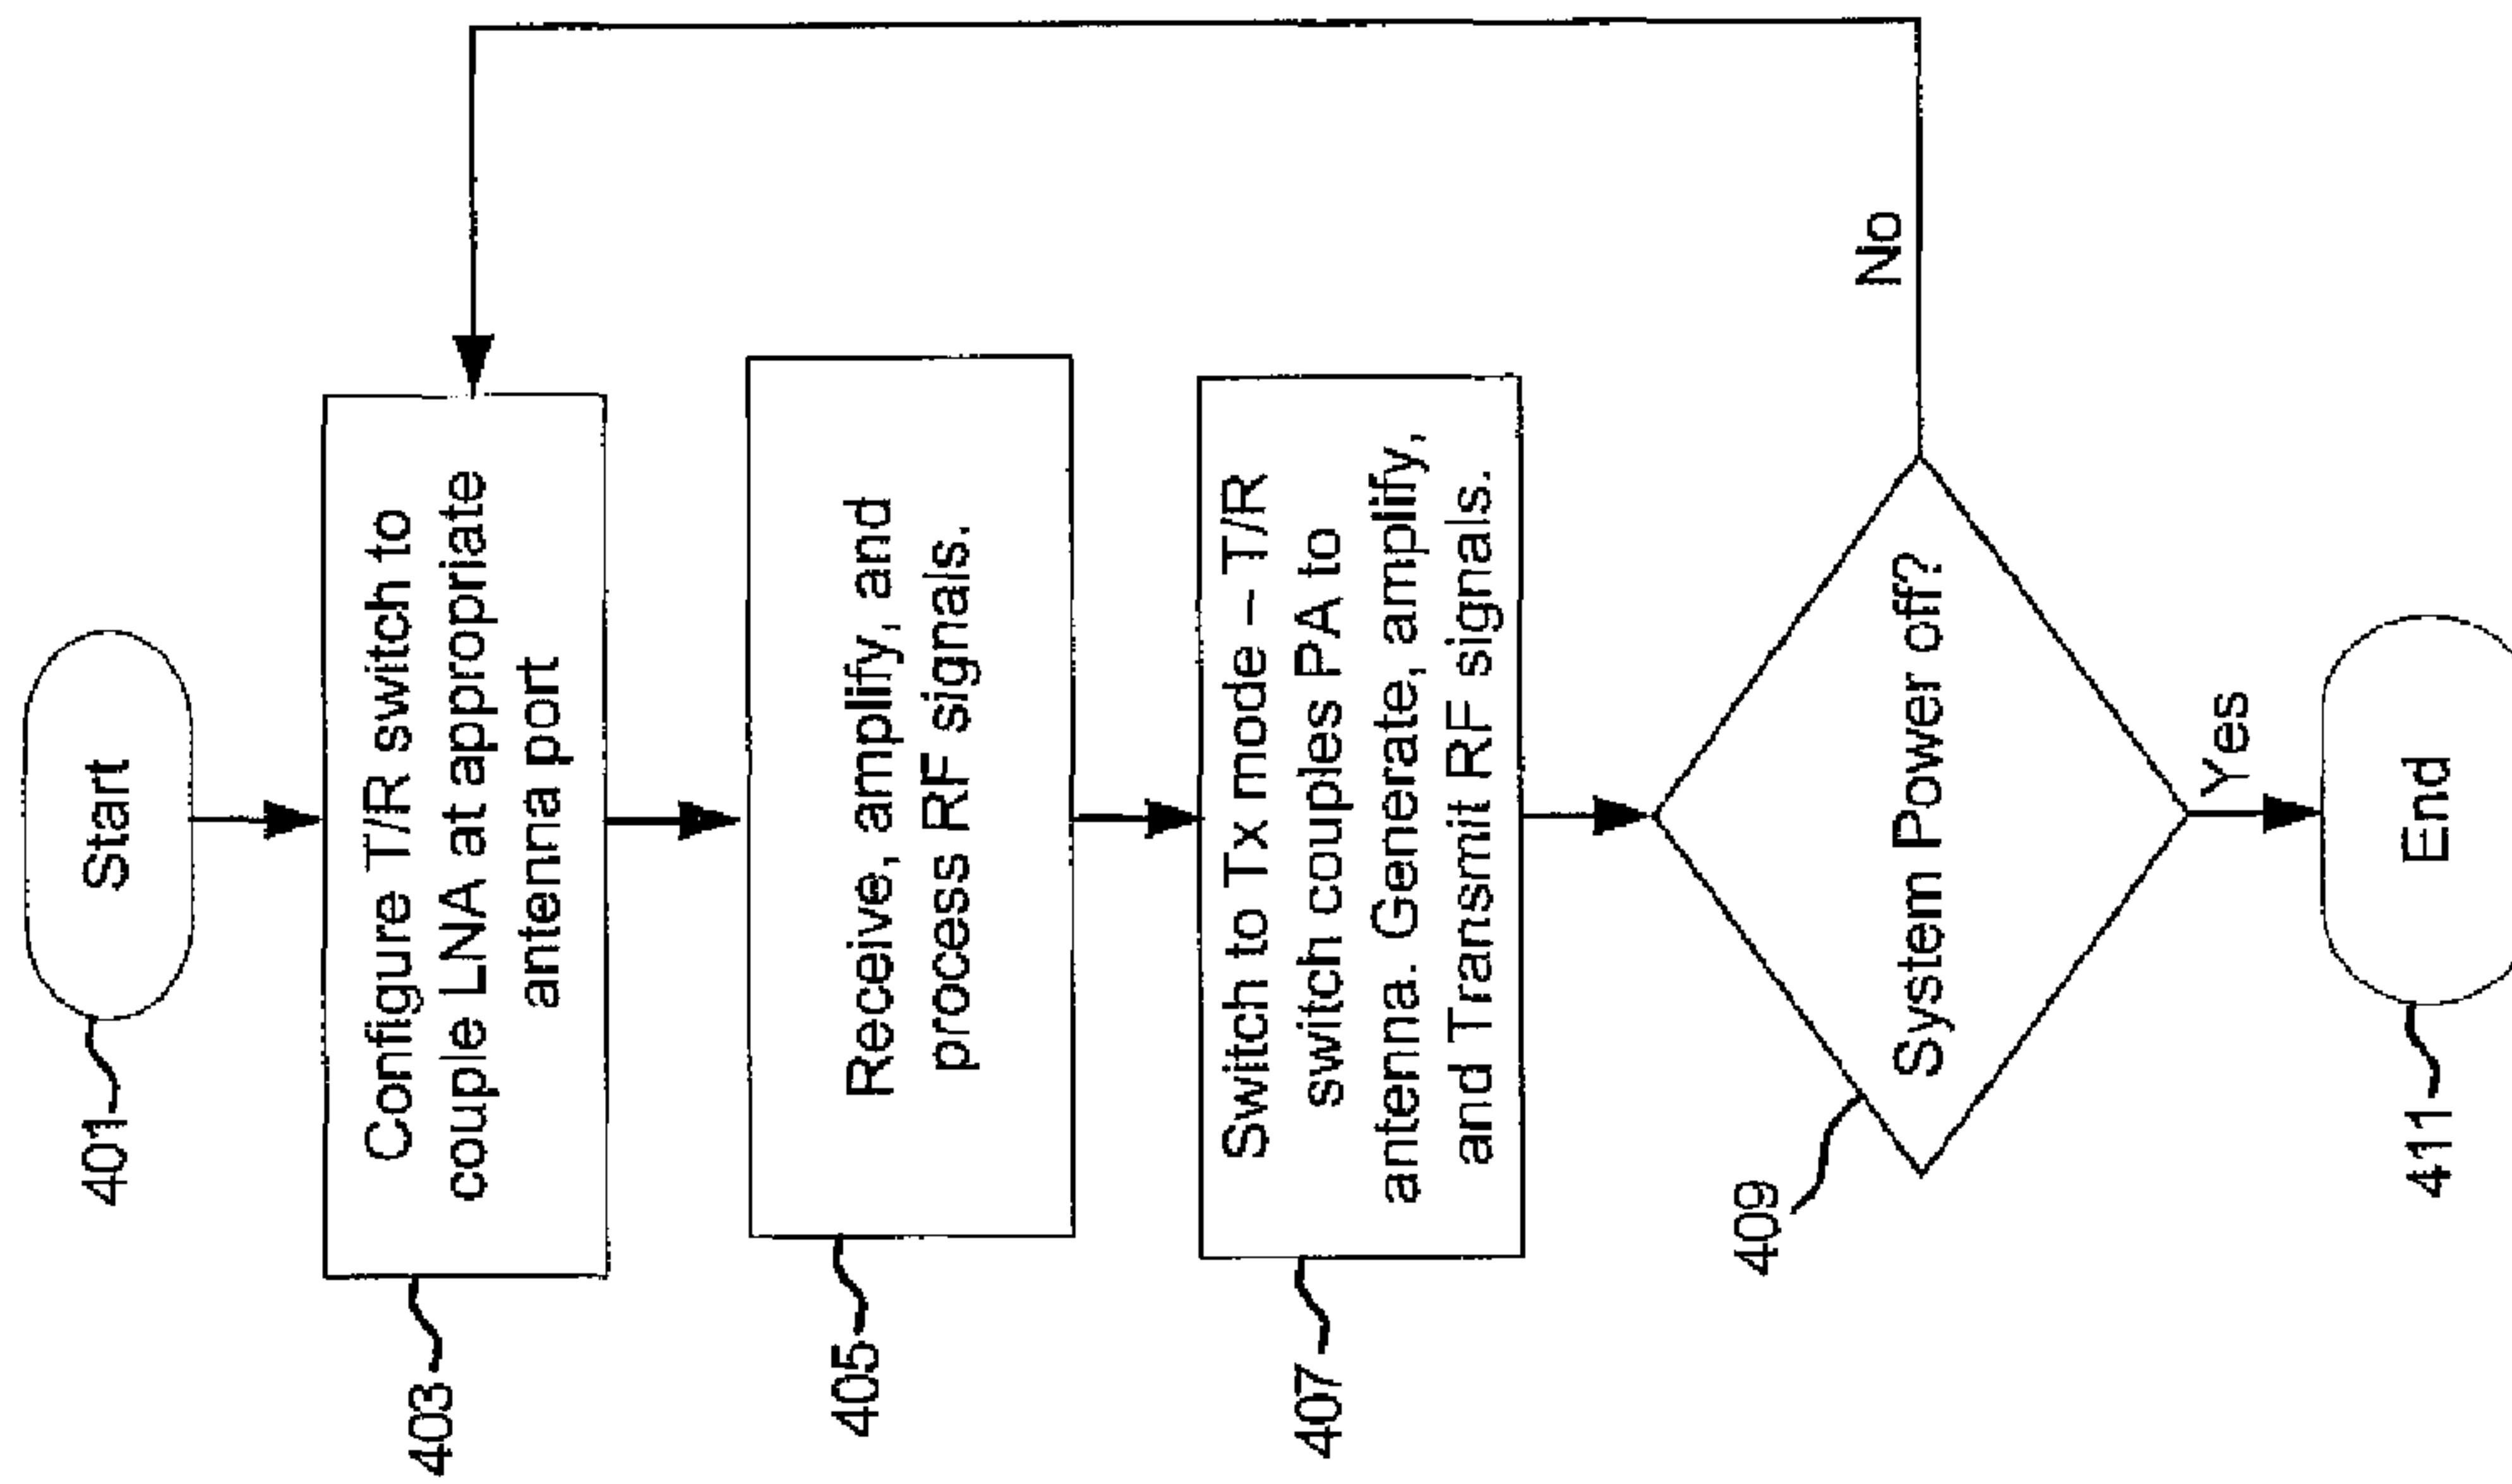 401
Start
403
Configure T/R switch to
couple LNA at appropriate
antenna port
405
Receive, amplify, and
process RF signals.
407
Switch to Tx mode – T/R
switch couples PA to
antenna. Generate, amplify,
and Transmit RF signals.
409
System Power off?
No
Yes
411
End